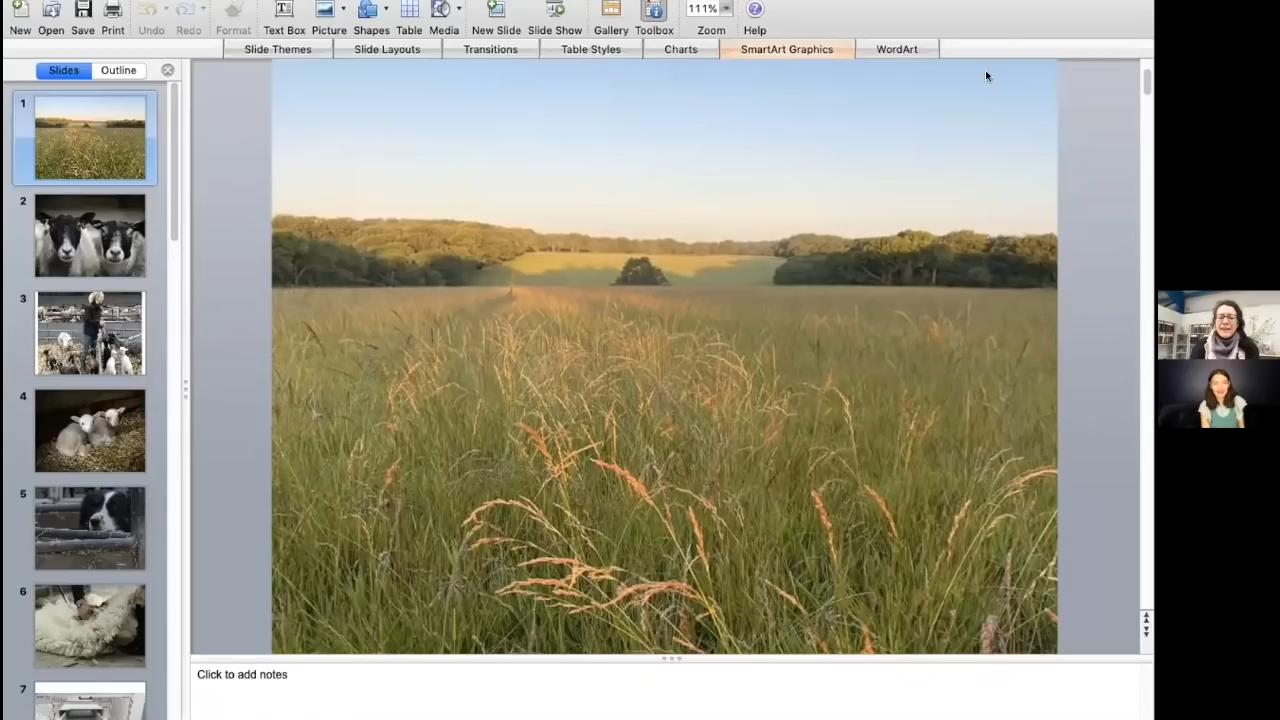 New Open Save Print Undo Redo Format Text Box Picture Shapes Table Media New Slide Slide Show Gallery Toolbox Zoom Help
111%
Slide Themes Slide Layouts Transitions Table Styles Charts SmartArt Graphics WordArt
Slides Outline
1
2
3
4
5
6
7
Click to add notes